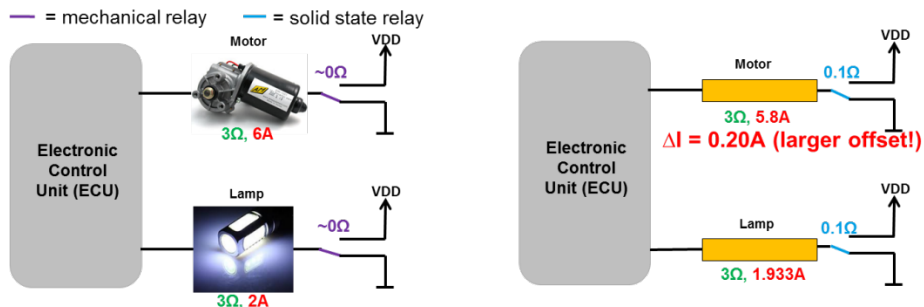 = mechanical relay
= solid state relay
Motor
VDD
~0Ω
3Ω, 6A
Electronic
Control
Unit (ECU)
Lamp
VDD
~0Ω
3Ω, 2A
Motor
VDD
0.1Ω
3Ω, 5.8A
ΔI = 0.20A (larger offset!)
Electronic
Control
Unit (ECU)
Lamp
VDD
0.1Ω
3Ω, 1.933A